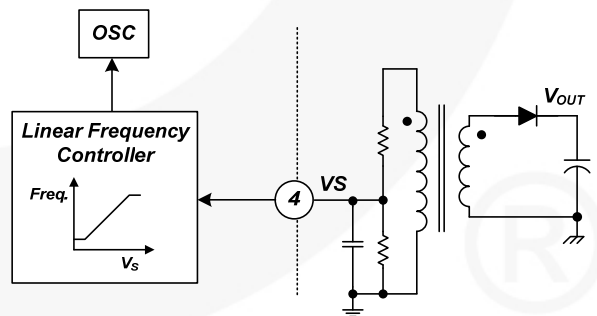 OSC
Linear Frequency
Controller
Freq.
VS
4
VS
VOUT
®